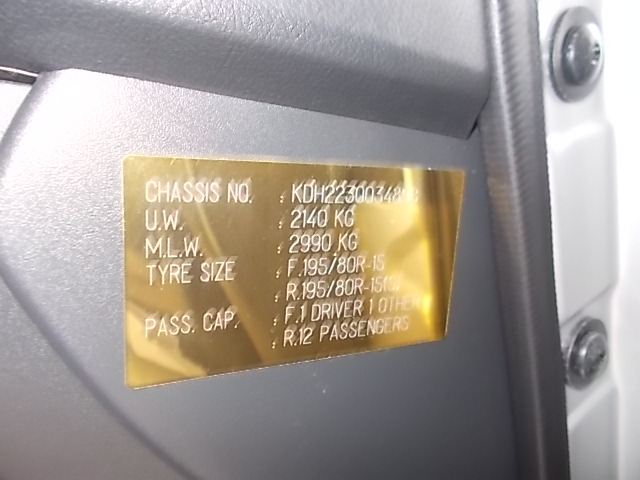 CHASSIS NO. :
U.W. : 2140 KG
M.L.W. : 2990 KG
TYRE SIZE : F.195/80R-15
: R.195/80R-15
: F.1 DRIVER 1 OTHER
PASS. CAP. : R.12 PASSENGERS